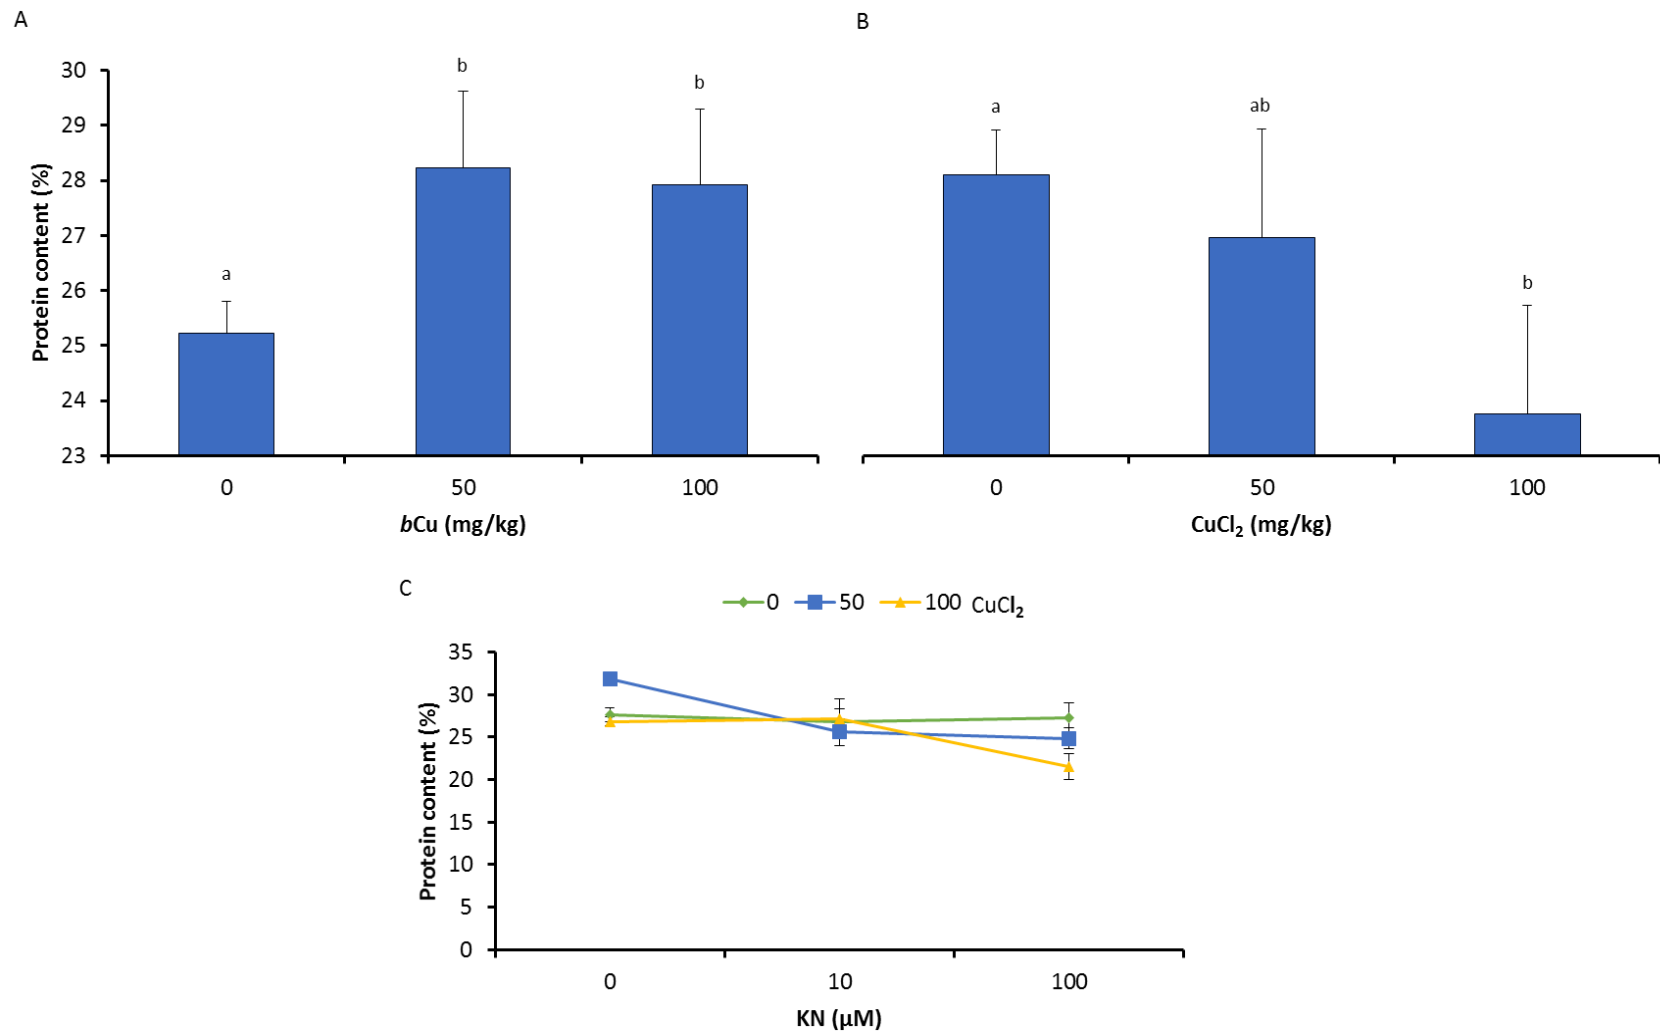 A
B
30
29
28
27
26
25
24
23
Protein content (%)
a
b
b
0
50
100
bCu (mg/kg)
a
ab
b
0
50
100
CuCl₂ (mg/kg)
C
0 50 100 CuCl₂
35
30
25
20
15
10
5
0
Protein content (%)
0
10
100
KN (µM)